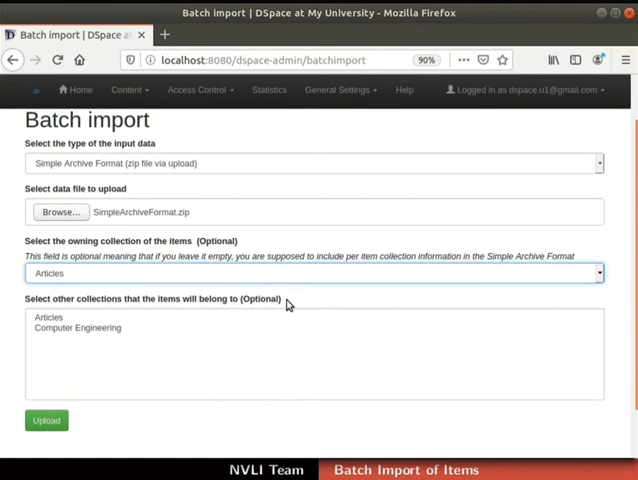 Batch import | DSpace at My University - Mozilla Firefox
Batch import | DSpace at
localhost:8080/dspace-admin/batchimport
90%
Home Content Access Control Statistics General Settings Help Logged in as dspace.u1@gmail.com
Batch import
Select the type of the input data
Simple Archive Format (zip file via upload)
Select data file to upload
Browse... SimpleArchiveFormat.zip
Select the owning collection of the items (Optional)
This field is optional meaning that if you leave it empty, you are supposed to include per item collection information in the Simple Archive Format
Articles
Select other collections that the items will belong to (Optional)
Articles
Computer Engineering
Upload
NVLI Team Batch Import of Items